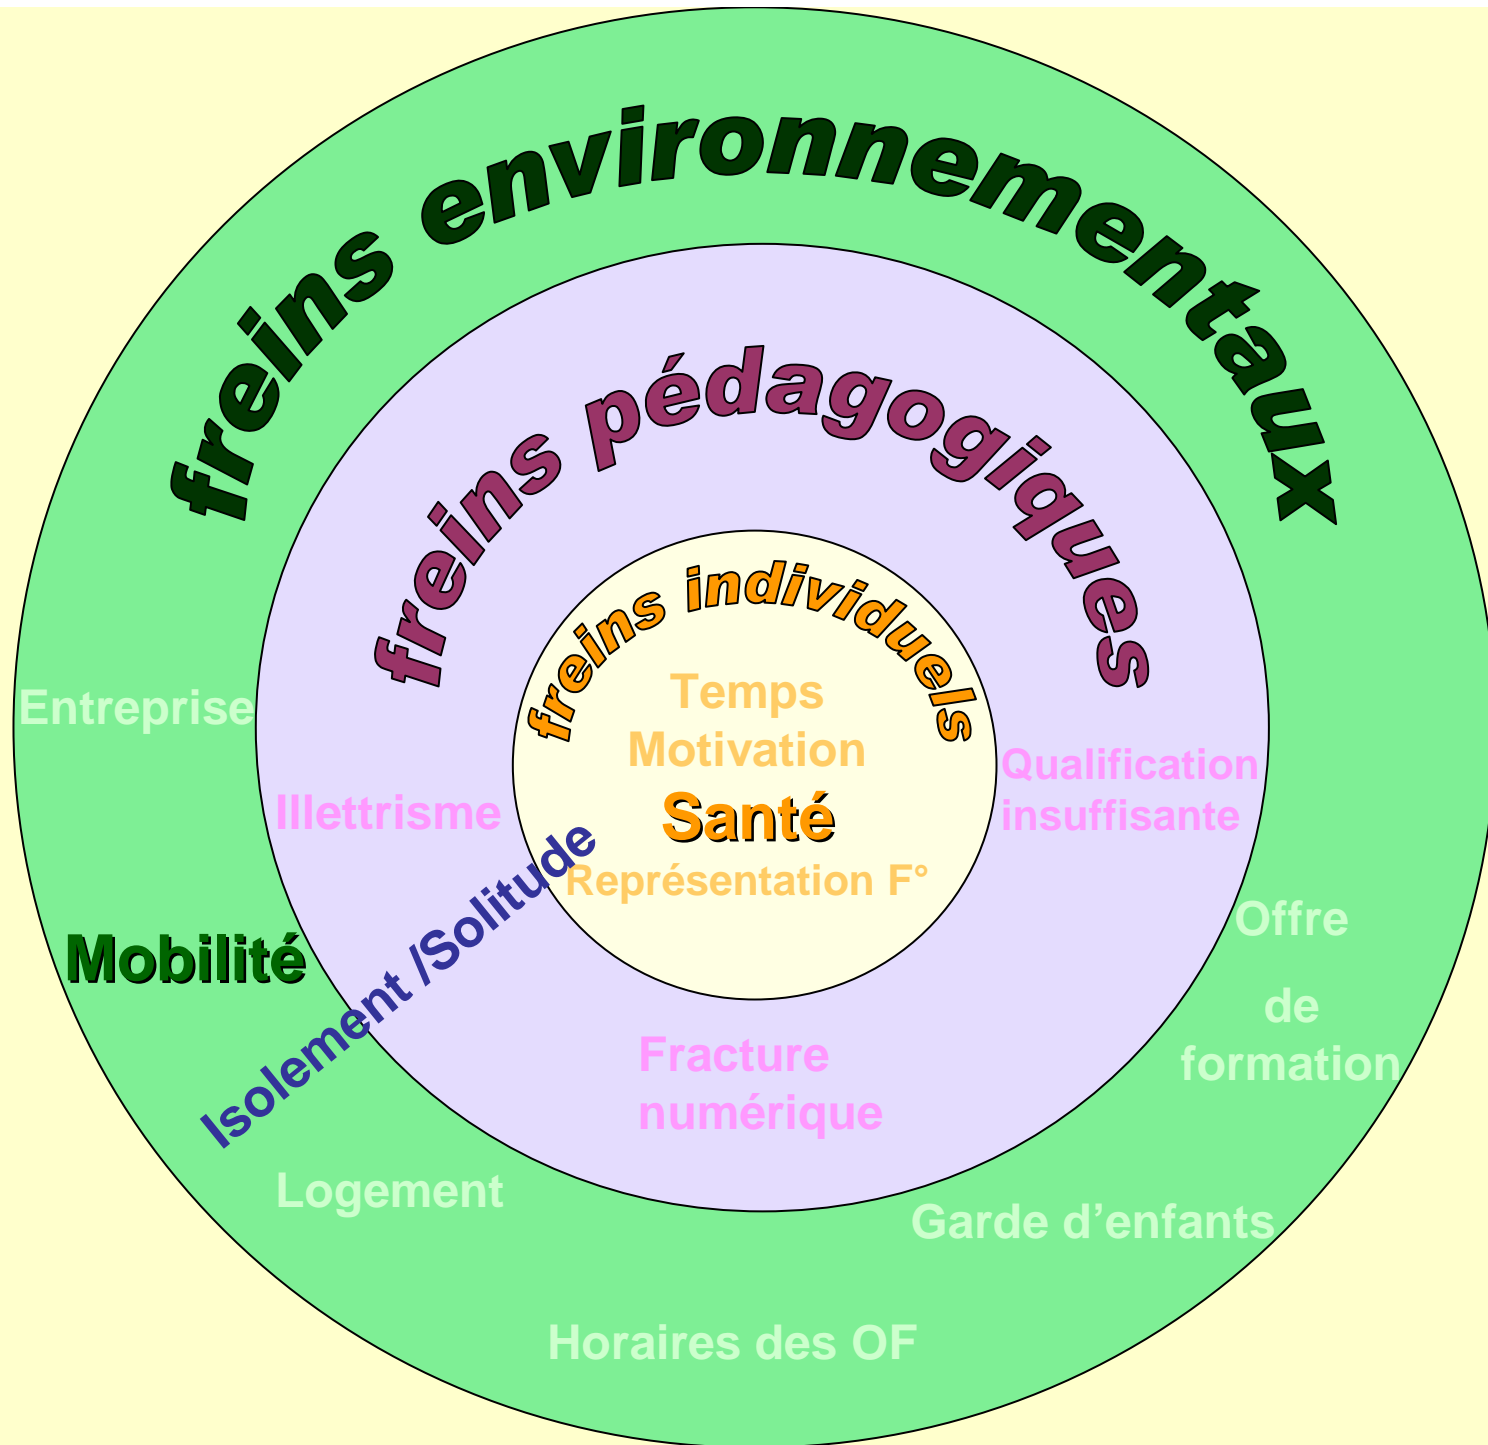 freins environnementaux
freins pédagogiques
freins individuels
Temps
Motivation
Santé
Représentation F°
Entreprise
Illettrisme
Qualification
insuffisante
Isolement /Solitude
Mobilité
Offre
de
formation
Fracture
numérique
Logement
Garde d’enfants
Horaires des OF